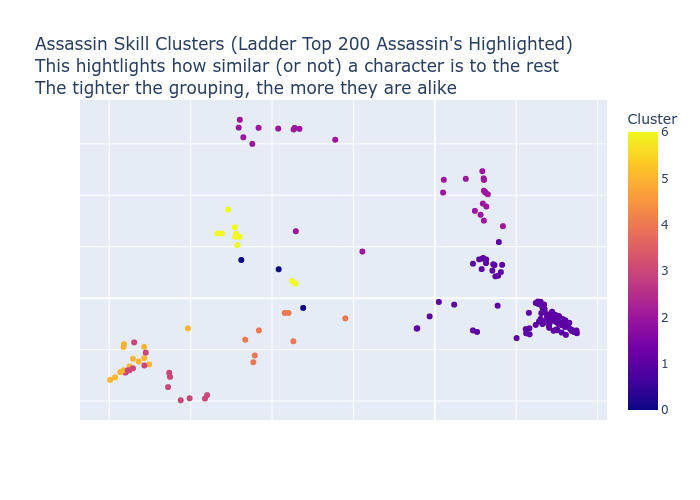 Assassin Skill Clusters (Ladder Top 200 Assassin's Highlighted)
This hightlights how similar (or not) a character is to the rest
The tighter the grouping, the more they are alike
Cluster
6
5
4
3
2
1
0